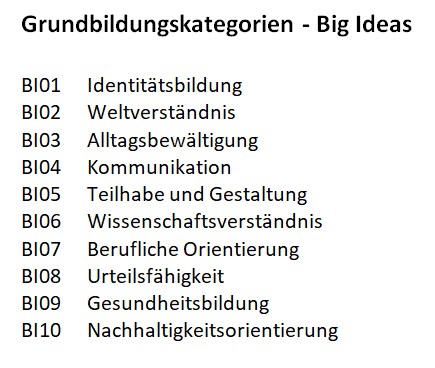 Grundbildungskategorien - Big Ideas
BI01 Identitätsbildung
BI02 Weltverständnis
BI03 Alltagsbewältigung
BI04 Kommunikation
BI05 Teilhabe und Gestaltung
BI06 Wissenschaftsverständnis
BI07 Berufliche Orientierung
BI08 Urteilsfähigkeit
BI09 Gesundheitsbildung
BI10 Nachhaltigkeitsorientierung